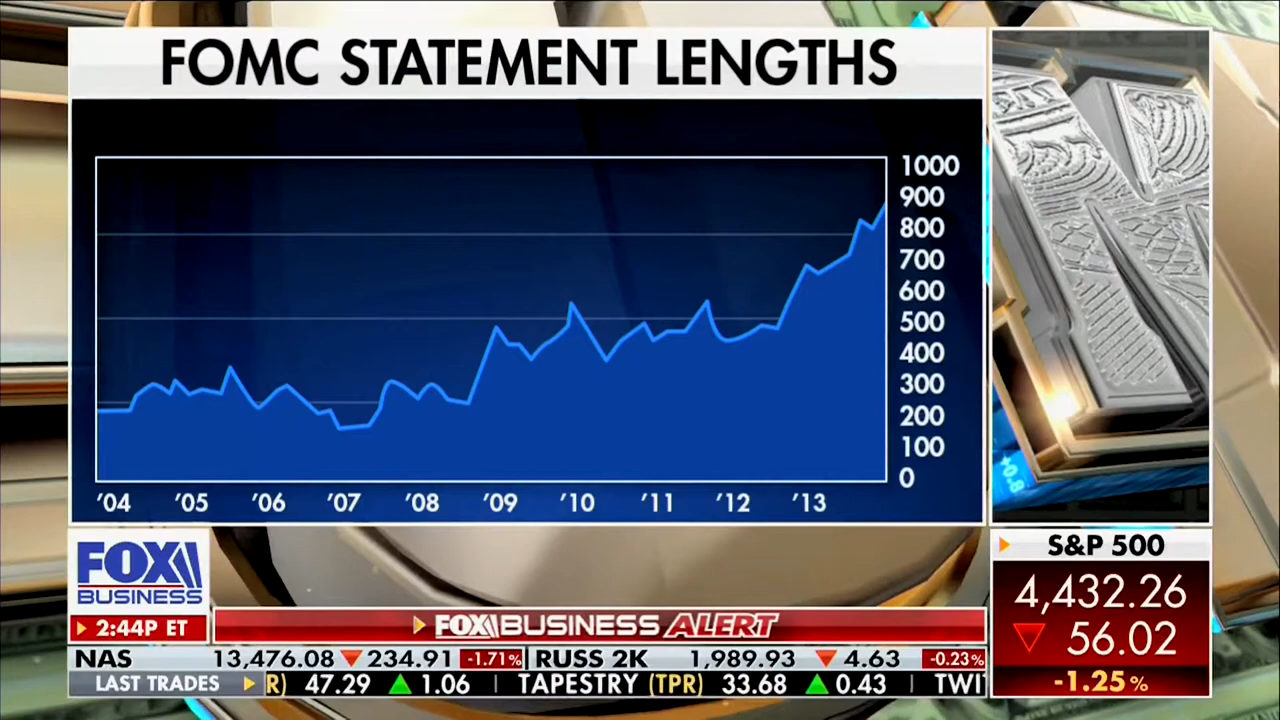 FOMC STATEMENT LENGTHS
1000
900
800
700
600
500
400
300
200
100
0
'04 '05 '06 '07 '08 '09 '10 '11 '12 '13
+0.8
FOX
BUSINESS
2:44P ET
FOX BUSINESS ALERT
S&P 500
4,432.26
56.02
-1.25%
NAS 13,476.08 234.91 -1.71% RUSS 2K 1,989.93 4.63 -0.23%
LAST TRADES R) 47.29 1.06 TAPESTRY (TPR) 33.68 0.43 TWI